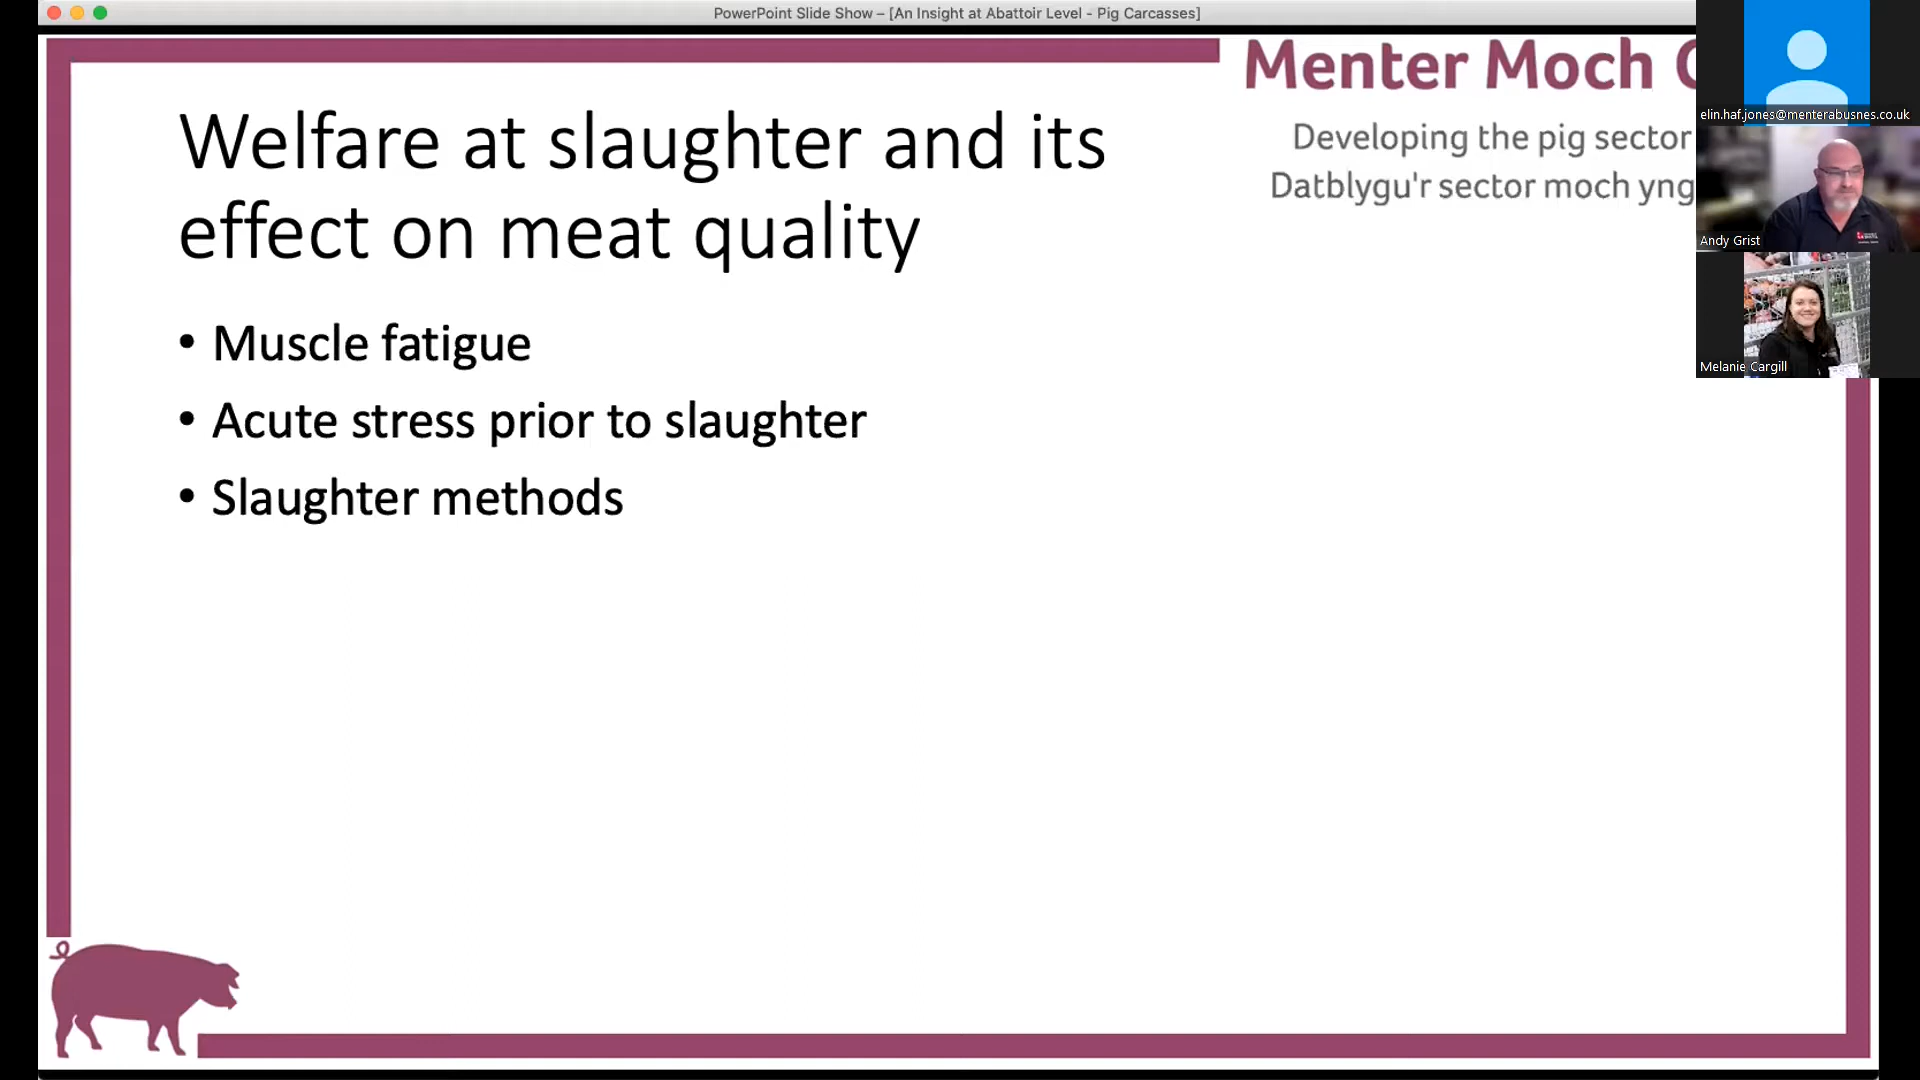 PowerPoint Slide Show – [An Insight at Abattoir Level - Pig Carcasses]
Menter Moch C
Developing the pig sector
Datblygu'r sector moch yng
Welfare at slaughter and its
effect on meat quality
• Muscle fatigue
• Acute stress prior to slaughter
• Slaughter methods
elin.haf.jones@menterabusnes.co.uk
Andy Grist
Melanie Cargill